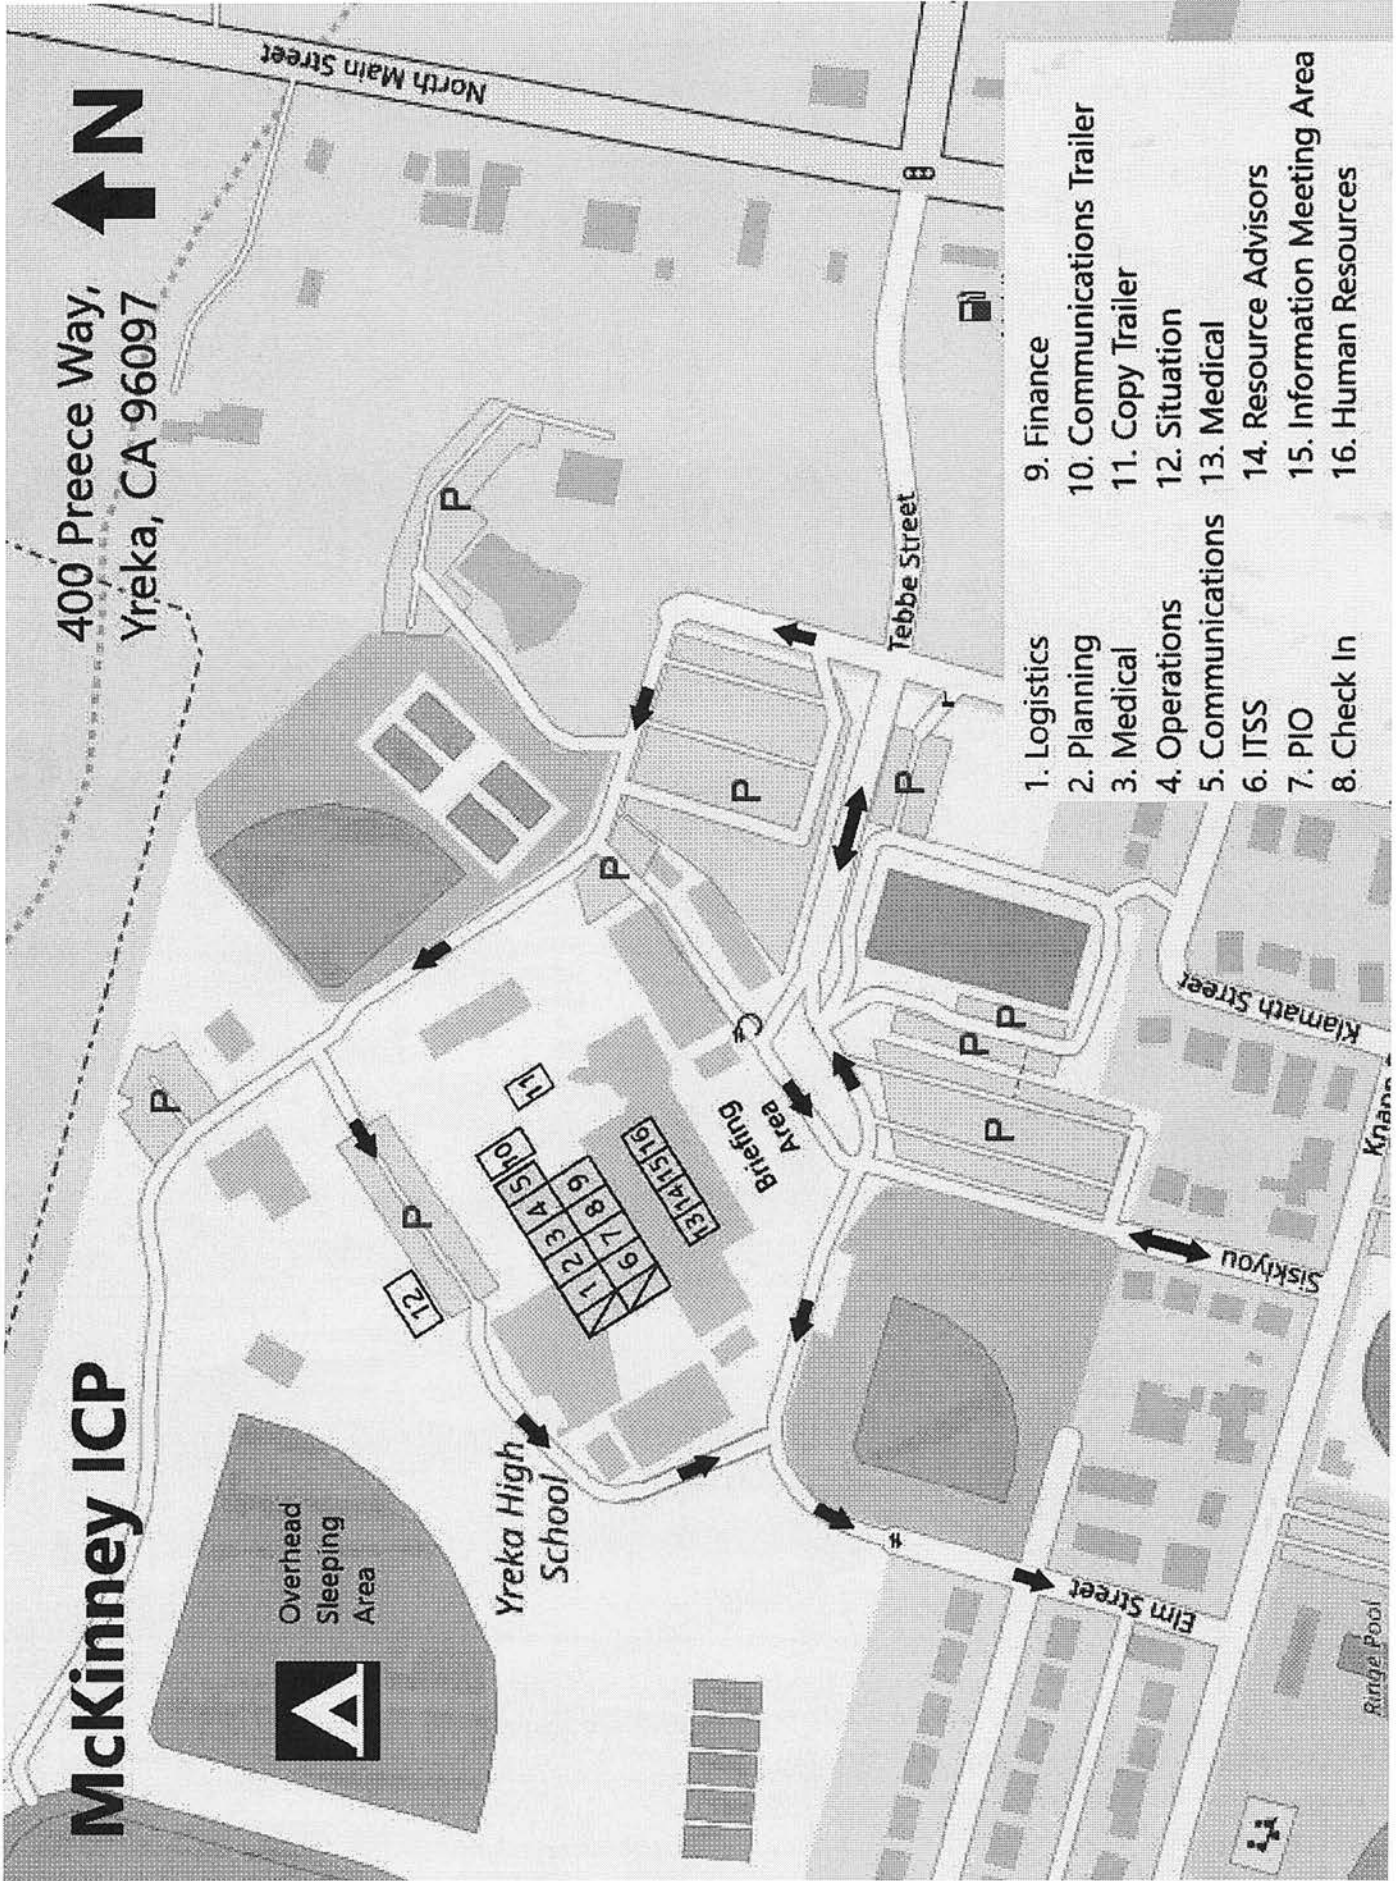 McKinney ICP
400 Preece Way,
Yreka, CA 96097
N
North Main Street
Overhead
Sleeping
Area
Yreka High
School
P
P
P
P
P
P
P
P
P
12
11
10
1 2 3 4 5
6 7 8 9
13 14 15 16
Briefing
Area
Tebbe Street
Klamath Street
Siskiyou
Elm Street
Ringe Pool
1. Logistics
2. Planning
3. Medical
4. Operations
5. Communications
6. ITSS
7. PIO
8. Check In
9. Finance
10. Communications Trailer
11. Copy Trailer
12. Situation
13. Medical
14. Resource Advisors
15. Information Meeting Area
16. Human Resources